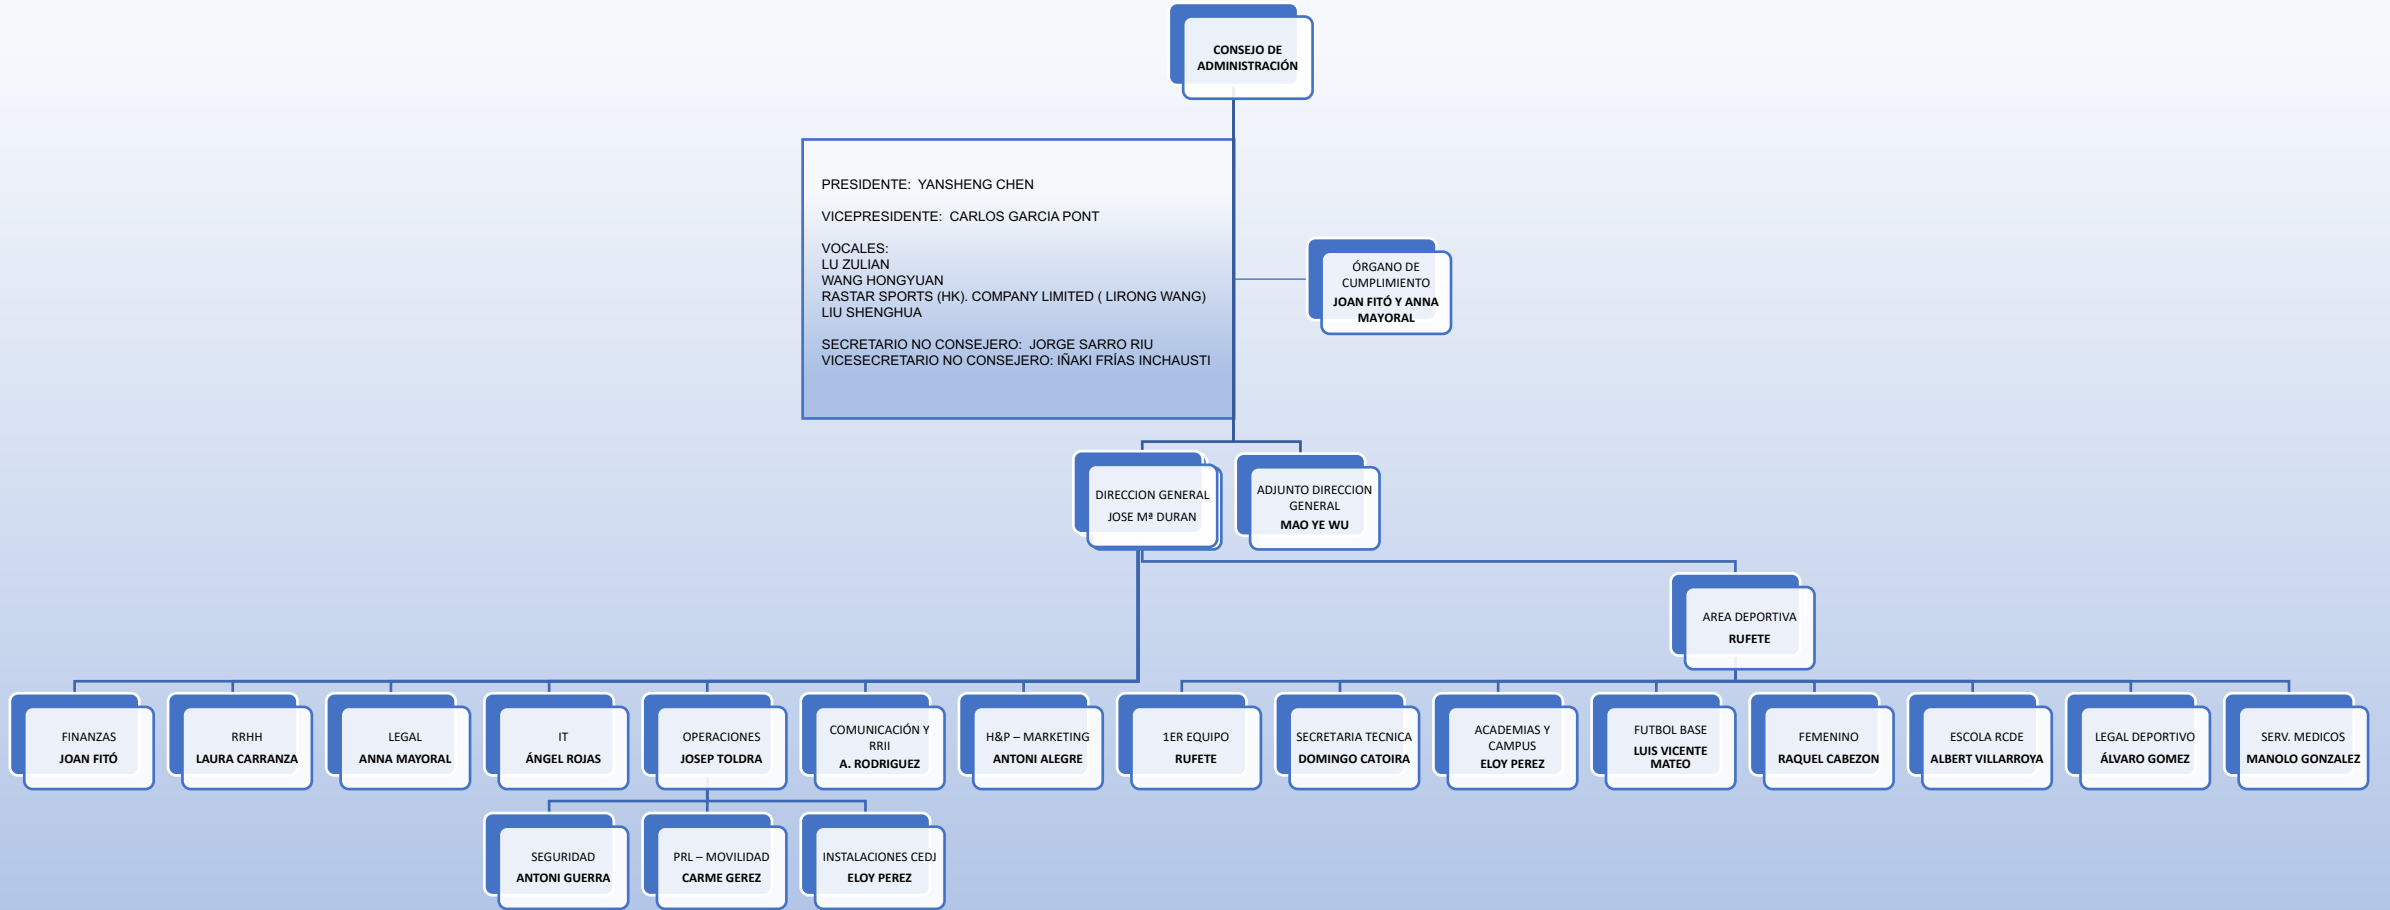 CONSEJO DE
ADMINISTRACIÓN
PRESIDENTE: YANSHENG CHEN
VICEPRESIDENTE: CARLOS GARCIA PONT
VOCALES:
LU ZULIAN
WANG HONGYUAN
RASTAR SPORTS (HK). COMPANY LIMITED ( LIRONG WANG)
LIU SHENGHUA
SECRETARIO NO CONSEJERO: JORGE SARRO RIU
VICESECRETARIO NO CONSEJERO: IÑAKI FRÍAS INCHAUSTI
ÓRGANO DE
CUMPLIMIENTO
JOAN FITÓ Y ANNA
MAYORAL
DIRECCION GENERAL
JOSE Mª DURAN
ADJUNTO DIRECCION
GENERAL
MAO YE WU
AREA DEPORTIVA
RUFETE
FINANZAS
JOAN FITÓ
RRHH
LAURA CARRANZA
LEGAL
ANNA MAYORAL
IT
ÁNGEL ROJAS
OPERACIONES
JOSEP TOLDRA
COMUNICACIÓN Y
RRII
A. RODRIGUEZ
H&P – MARKETING
ANTONI ALEGRE
1ER EQUIPO
RUFETE
SECRETARIA TECNICA
DOMINGO CATOIRA
ACADEMIAS Y
CAMPUS
ELOY PEREZ
FUTBOL BASE
LUIS VICENTE
MATEO
FEMENINO
RAQUEL CABEZON
ESCOLA RCDE
ALBERT VILLARROYA
LEGAL DEPORTIVO
ÁLVARO GOMEZ
SERV. MEDICOS
MANOLO GONZALEZ
SEGURIDAD
ANTONI GUERRA
PRL – MOVILIDAD
CARME GEREZ
INSTALACIONES CEDJ
ELOY PEREZ